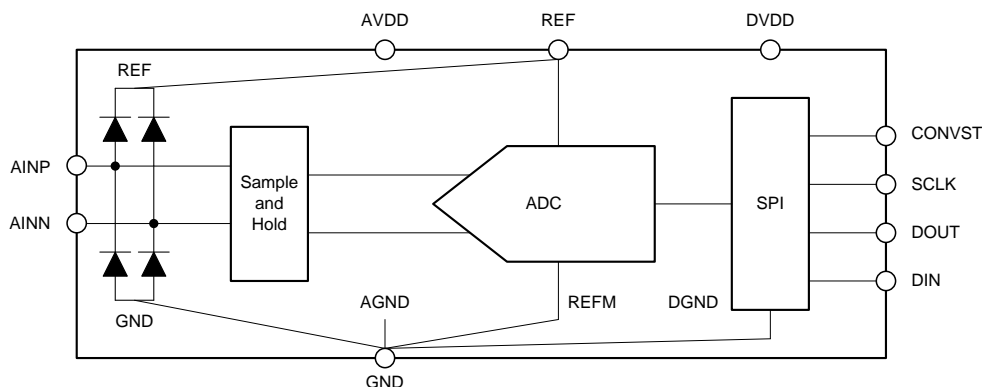 AVDD
REF
DVDD
REF
CONVST
AINP
Sample
and
Hold
ADC
SPI
SCLK
AINN
DOUT
DIN
GND
AGND
REFM
DGND
GND